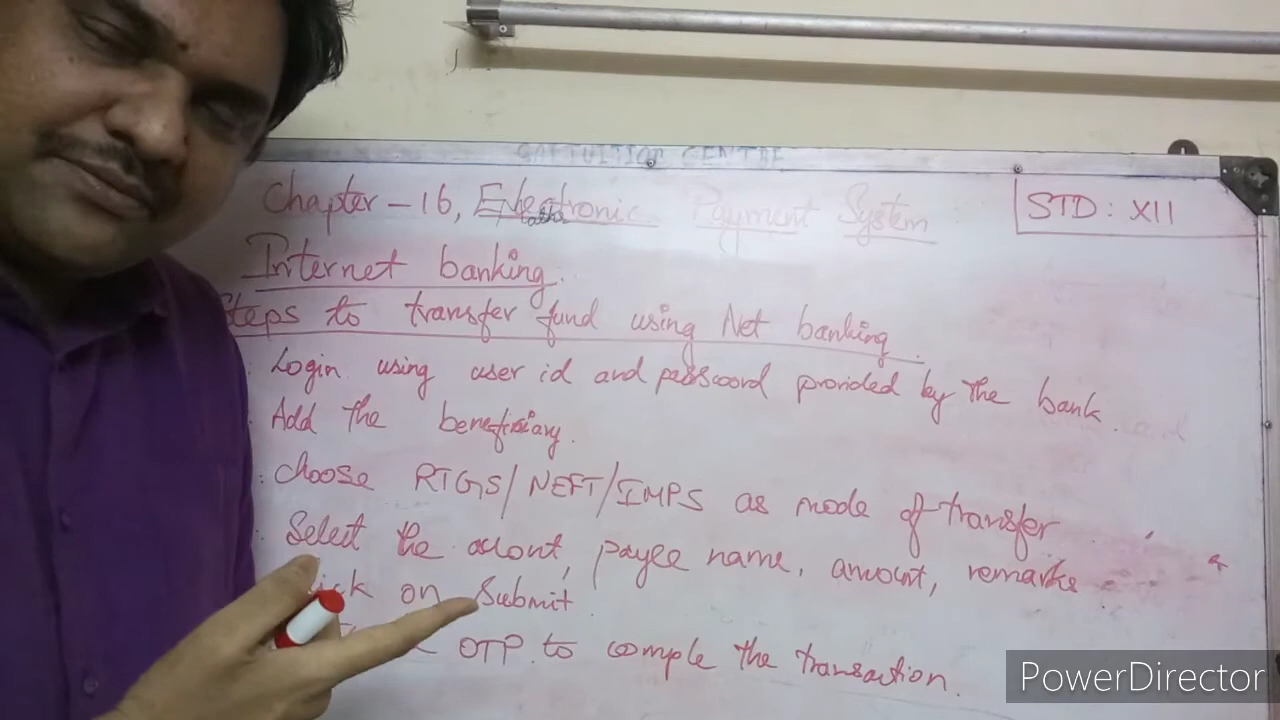 Chapter - 16, Electronic Payment System
STD: XII
Internet banking.
Steps to transfer fund using Net banking.
Login using user id and password provided by the bank.
Add the beneficiary.
Choose RTGS/NEFT/IMPS as mode of transfer
Select the account, payee name, amount, remarks
on Submit.
OTP to comple the transaction.
PowerDirector